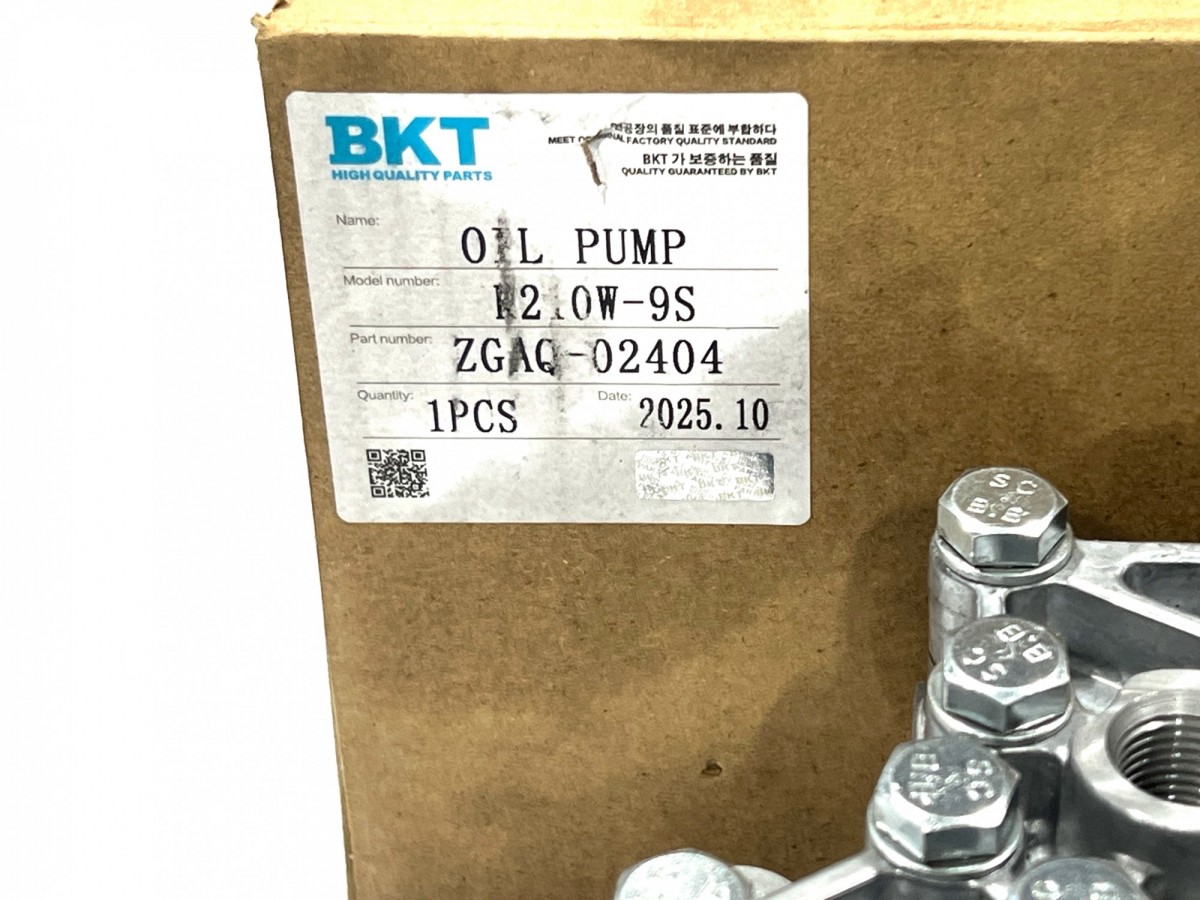 BKT
HIGH QUALITY PARTS
공장의 품질 표준에 부합하다
MEET FACTORY QUALITY STANDARD
BKT 가 보증하는 품질
QUALITY GUARANTEED BY BKT
Name:
OIL PUMP
Model number:
R210W-9S
Part number:
ZGAQ-02404
Quantity:
1PCS
Date:
2025.10